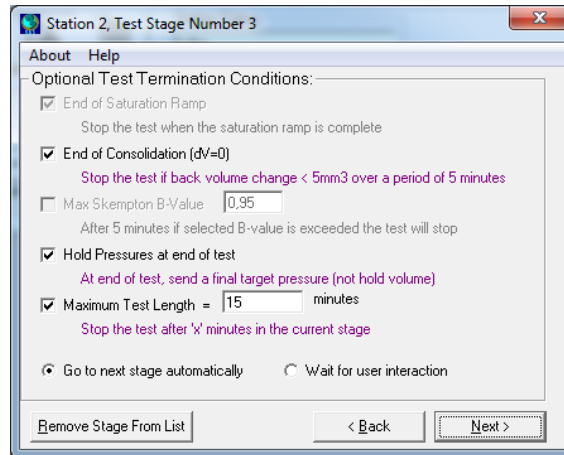 Station 2, Test Stage Number 3
x
About Help
Optional Test Termination Conditions:
End of Saturation Ramp
Stop the test when the saturation ramp is complete
End of Consolidation (dV=0)
Stop the test if back volume change < 5mm3 over a period of 5 minutes
Max Skempton B-Value 0,95
After 5 minutes if selected B-value is exceeded the test will stop
Hold Pressures at end of test
At end of test, send a final target pressure (not hold volume)
Maximum Test Length = 15 minutes
Stop the test after 'x' minutes in the current stage
Go to next stage automatically Wait for user interaction
Remove Stage From List < Back Next >